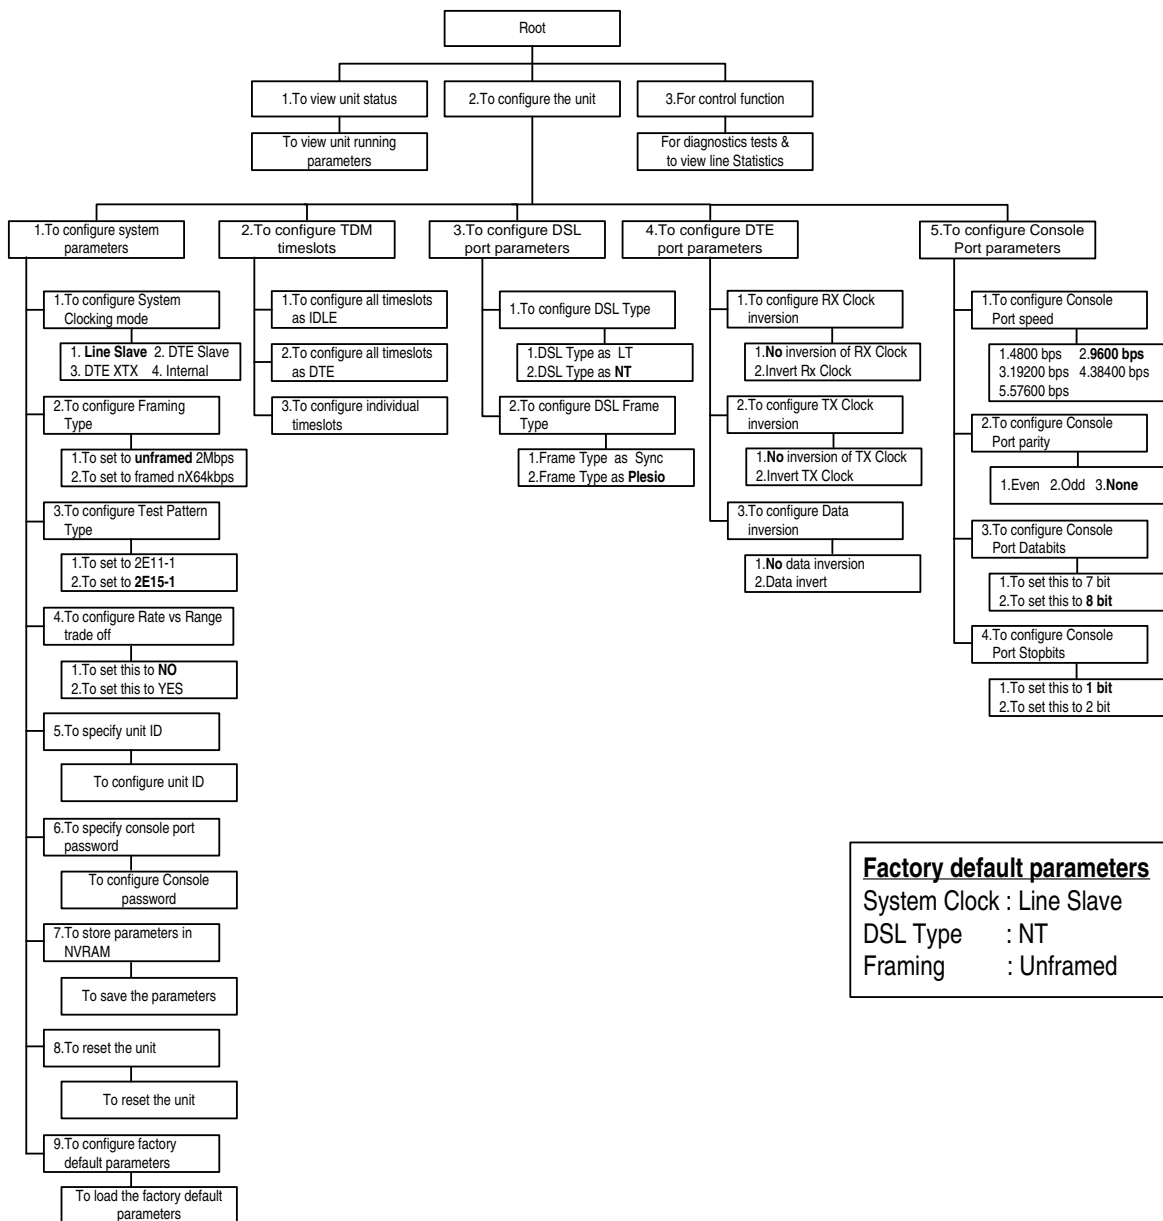 Root
1.To view unit status
2.To configure the unit
3.For control function
To view unit running
parameters
For diagnostics tests &
to view line Statistics
1.To configure system
parameters
2.To configure TDM
timeslots
3.To configure DSL
port parameters
4.To configure DTE
port parameters
5.To configure Console
Port parameters
1.To configure System
Clocking mode
1. Line Slave 2. DTE Slave
3. DTE XTX 4. Internal
2.To configure Framing
Type
1.To set to unframed 2Mbps
2.To set to framed nX64kbps
3.To configure Test Pattern
Type
1.To set to 2E11-1
2.To set to 2E15-1
4.To configure Rate vs Range
trade off
1.To set this to NO
2.To set this to YES
5.To specify unit ID
To configure unit ID
6.To specify console port
password
To configure Console
password
7.To store parameters in
NVRAM
To save the parameters
8.To reset the unit
To reset the unit
9.To configure factory
default parameters
To load the factory default
parameters
1.To configure all timeslots
as IDLE
2.To configure all timeslots
as DTE
3.To configure individual
timeslots
1.To configure DSL Type
1.DSL Type as LT
2.DSL Type as NT
2.To configure DSL Frame
Type
1.Frame Type as Sync
2.Frame Type as Plesio
1.To configure RX Clock
inversion
1.No inversion of RX Clock
2.Invert Rx Clock
2.To configure TX Clock
inversion
1.No inversion of TX Clock
2.Invert TX Clock
3.To configure Data
inversion
1.No data inversion
2.Data invert
1.To configure Console
Port speed
1.4800 bps 2.9600 bps
3.19200 bps 4.38400 bps
5.57600 bps
2.To configure Console
Port parity
1.Even 2.Odd 3.None
3.To configure Console
Port Databits
1.To set this to 7 bit
2.To set this to 8 bit
4.To configure Console
Port Stopbits
1.To set this to 1 bit
2.To set this to 2 bit
Factory default parameters
System Clock : Line Slave
DSL Type : NT
Framing : Unframed